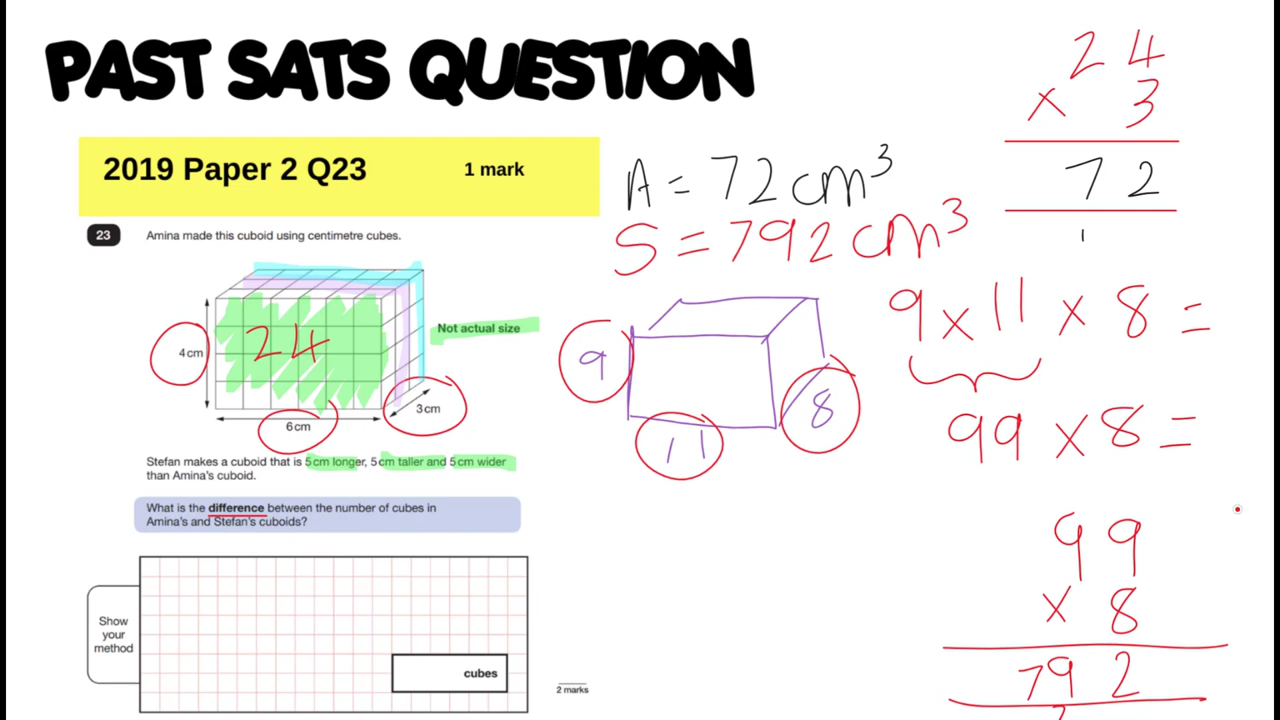 PAST SATS QUESTION
2019 Paper 2 Q23 1 mark
23 Amina made this cuboid using centimetre cubes.
24
4 cm
6 cm
3 cm
Not actual size
Stefan makes a cuboid that is 5 cm longer, 5 cm taller and 5 cm wider
than Amina's cuboid.
What is the difference between the number of cubes in
Amina's and Stefan's cuboids?
Show
your
method
cubes
2 marks
A = 72 cm³
S = 792 cm³
9
11
8
24
x 3
72
1
9 x 11 x 8 =
99 x 8 =
99
x 8
792